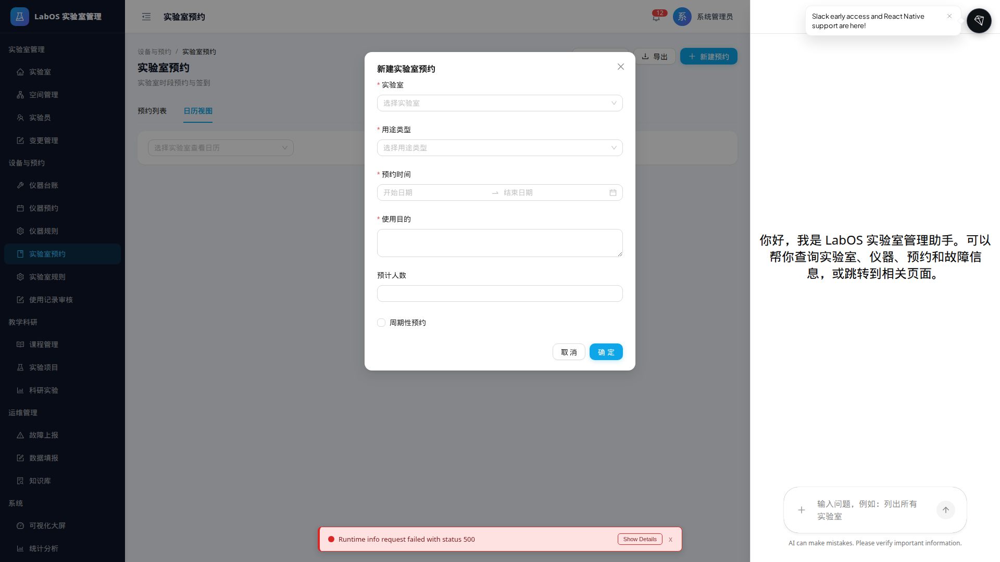 LabOS 实验室管理
实验室管理
实验室
空间管理
实验员
变更管理
设备与预约
仪器台账
仪器预约
仪器规则
实验室预约
实验室规则
使用记录审核
教学科研
课程管理
实验项目
科研实验
运维管理
故障上报
数据填报
知识库
系统
可视化大屏
统计分析
实验室预约
12
系
系统管理员
设备与预约 / 实验室预约
实验室预约
实验室时段预约与签到
导出
新建预约
预约列表
日历视图
选择实验室查看日历
新建实验室预约
* 实验室
选择实验室
* 用途类型
选择用途类型
* 预约时间
开始日期
结束日期
* 使用目的
预计人数
周期性预约
取 消
确 定
Runtime info request failed with status 500
Show Details
X
Slack early access and React Native
support are here!
你好，我是 LabOS 实验室管理助手。可以
帮你查询实验室、仪器、预约和故障信
息，或跳转到相关页面。
输入问题，例如：列出所有
实验室
AI can make mistakes. Please verify important information.